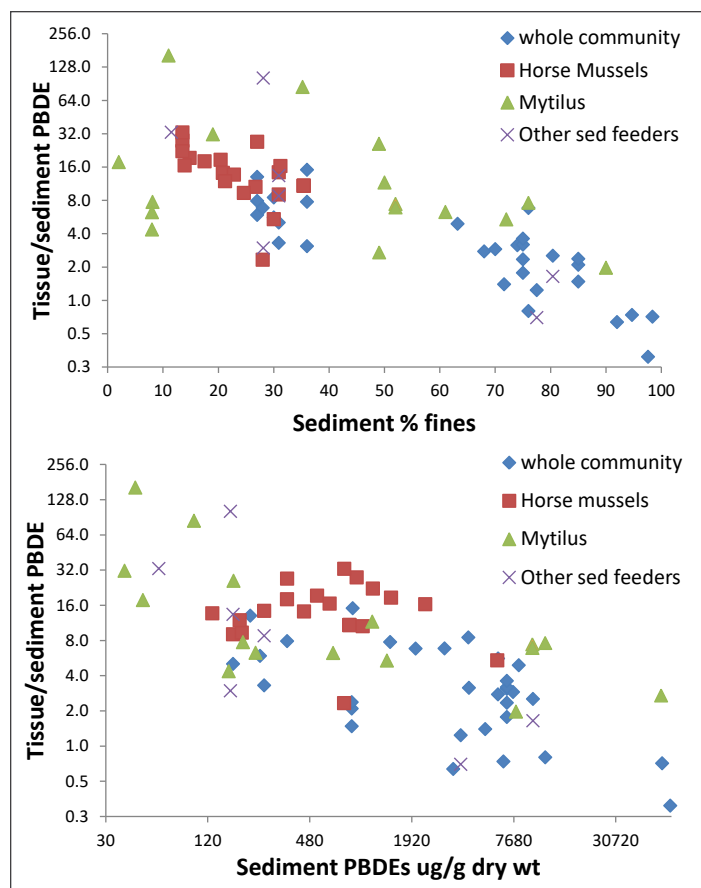 256.0
128.0
64.0
32.0
16.0
8.0
4.0
2.0
1.0
0.5
0.3
Tissue/sediment PBDE
whole community
Horse Mussels
Mytilus
Other sed feeders
0 10 20 30 40 50 60 70 80 90 100
Sediment % fines
256.0
128.0
64.0
32.0
16.0
8.0
4.0
2.0
1.0
0.5
0.3
Tissue/sediment PBDE
whole community
Horse mussels
Mytilus
Other sed feeders
30 120 480 1920 7680 30720
Sediment PBDEs ug/g dry wt